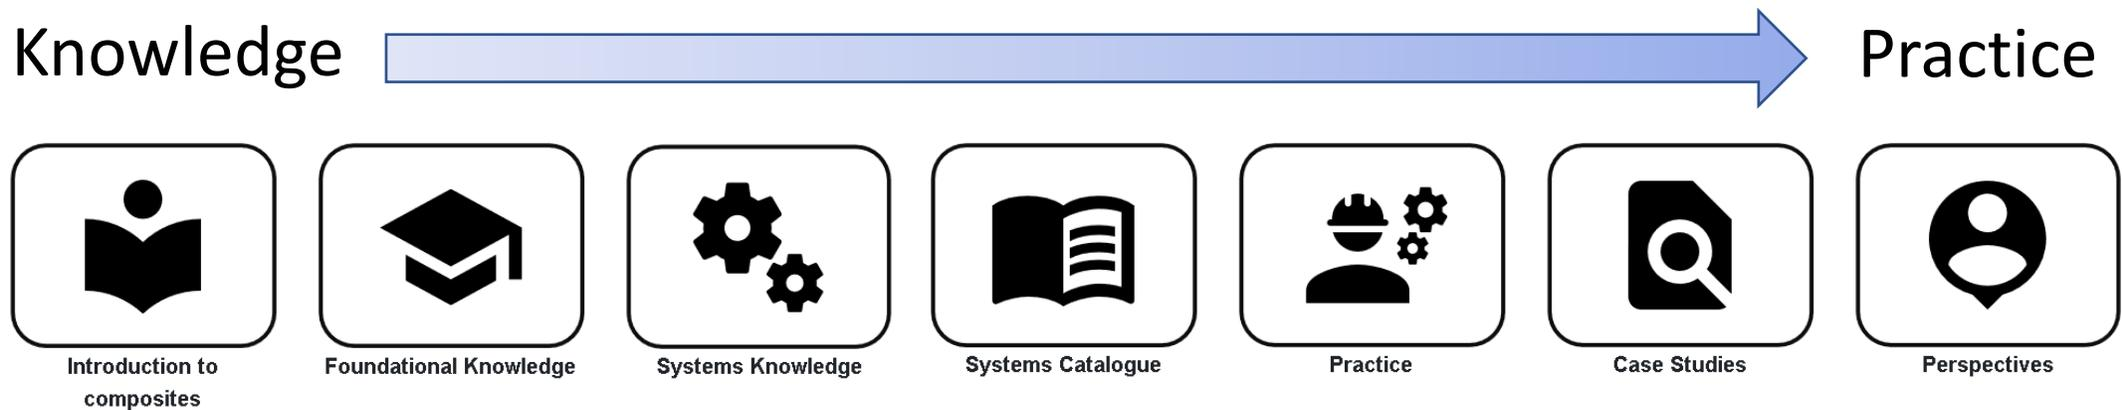 Knowledge
Practice
Introduction to
composites
Foundational Knowledge
Systems Knowledge
Systems Catalogue
Practice
Case Studies
Perspectives